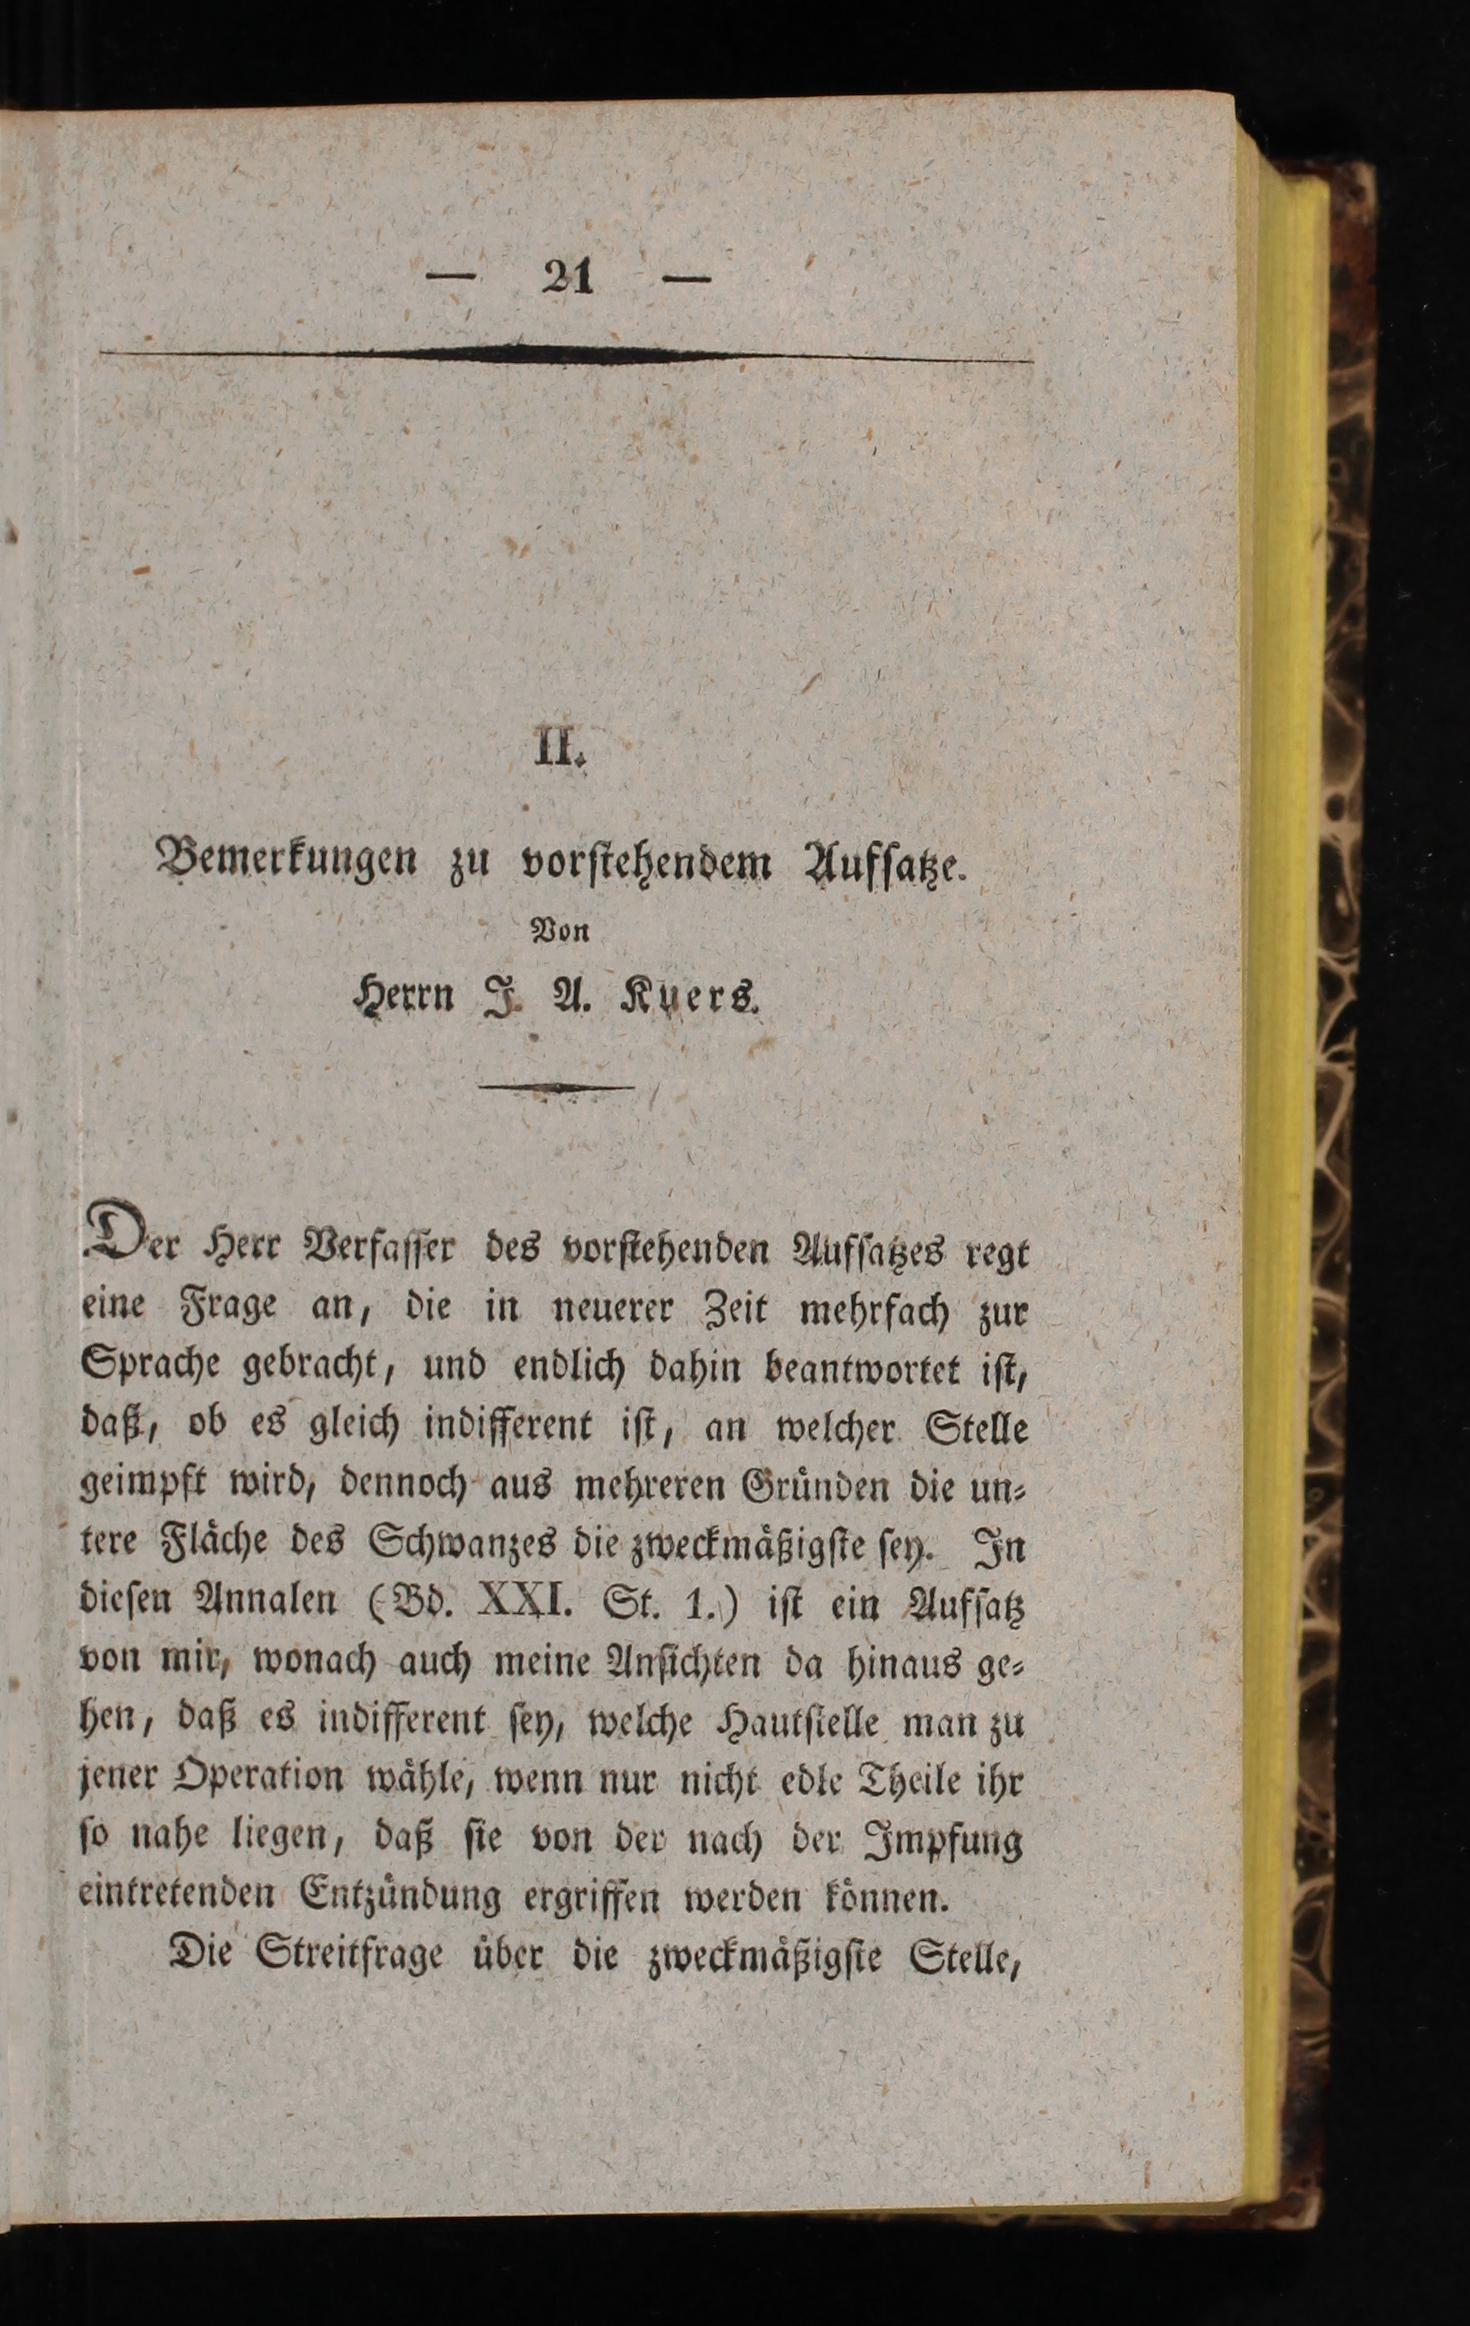 — 21 —
II.
Bemerkungen zu vorstehendem Aufsatze.
Von
Herrn J. A. Kuers.
Der Herr Verfasser des vorstehenden Aufsatzes regt
eine Frage an, die in neuerer Zeit mehrfach zur
Sprache gebracht, und endlich dahin beantwortet ist,
daß, ob es gleich indifferent ist, an welcher Stelle
geimpft wird, dennoch aus mehreren Gründen die un⸗
tere Fläche des Schwanzes die zweckmäßigste sey. In
diesen Annalen (Bd. XXI. St. 1.) ist ein Aufsatz
von mir, wonach auch meine Ansichten da hinaus ge⸗
hen, daß es indifferent sey, welche Hautstelle man zu
jener Operation wähle, wenn nur nicht edle Theile ihr
so nahe liegen, daß sie von der nach der Impfung
eintretenden Entzündung ergriffen werden können.
Die Streitfrage über die zweckmäßigste Stelle,